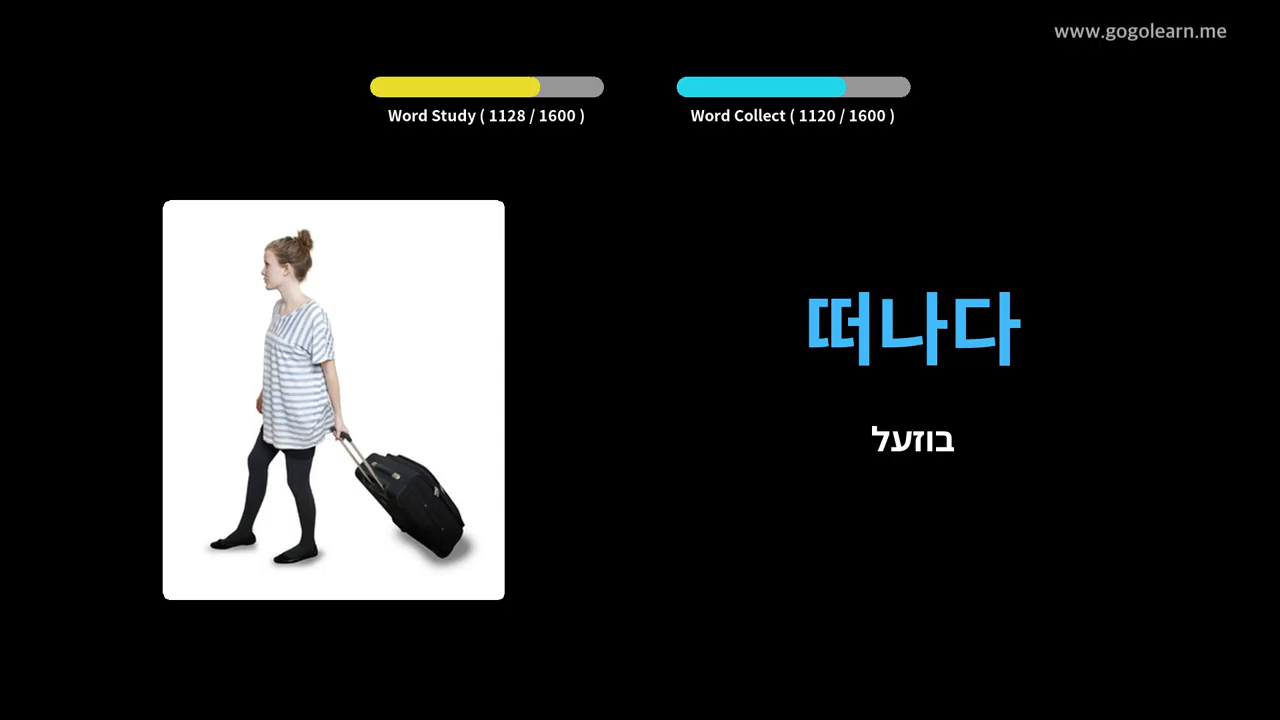 www.gogolearn.me
Word Study ( 1128 / 1600 )
Word Collect ( 1120 / 1600 )
떠나다
בוזעל